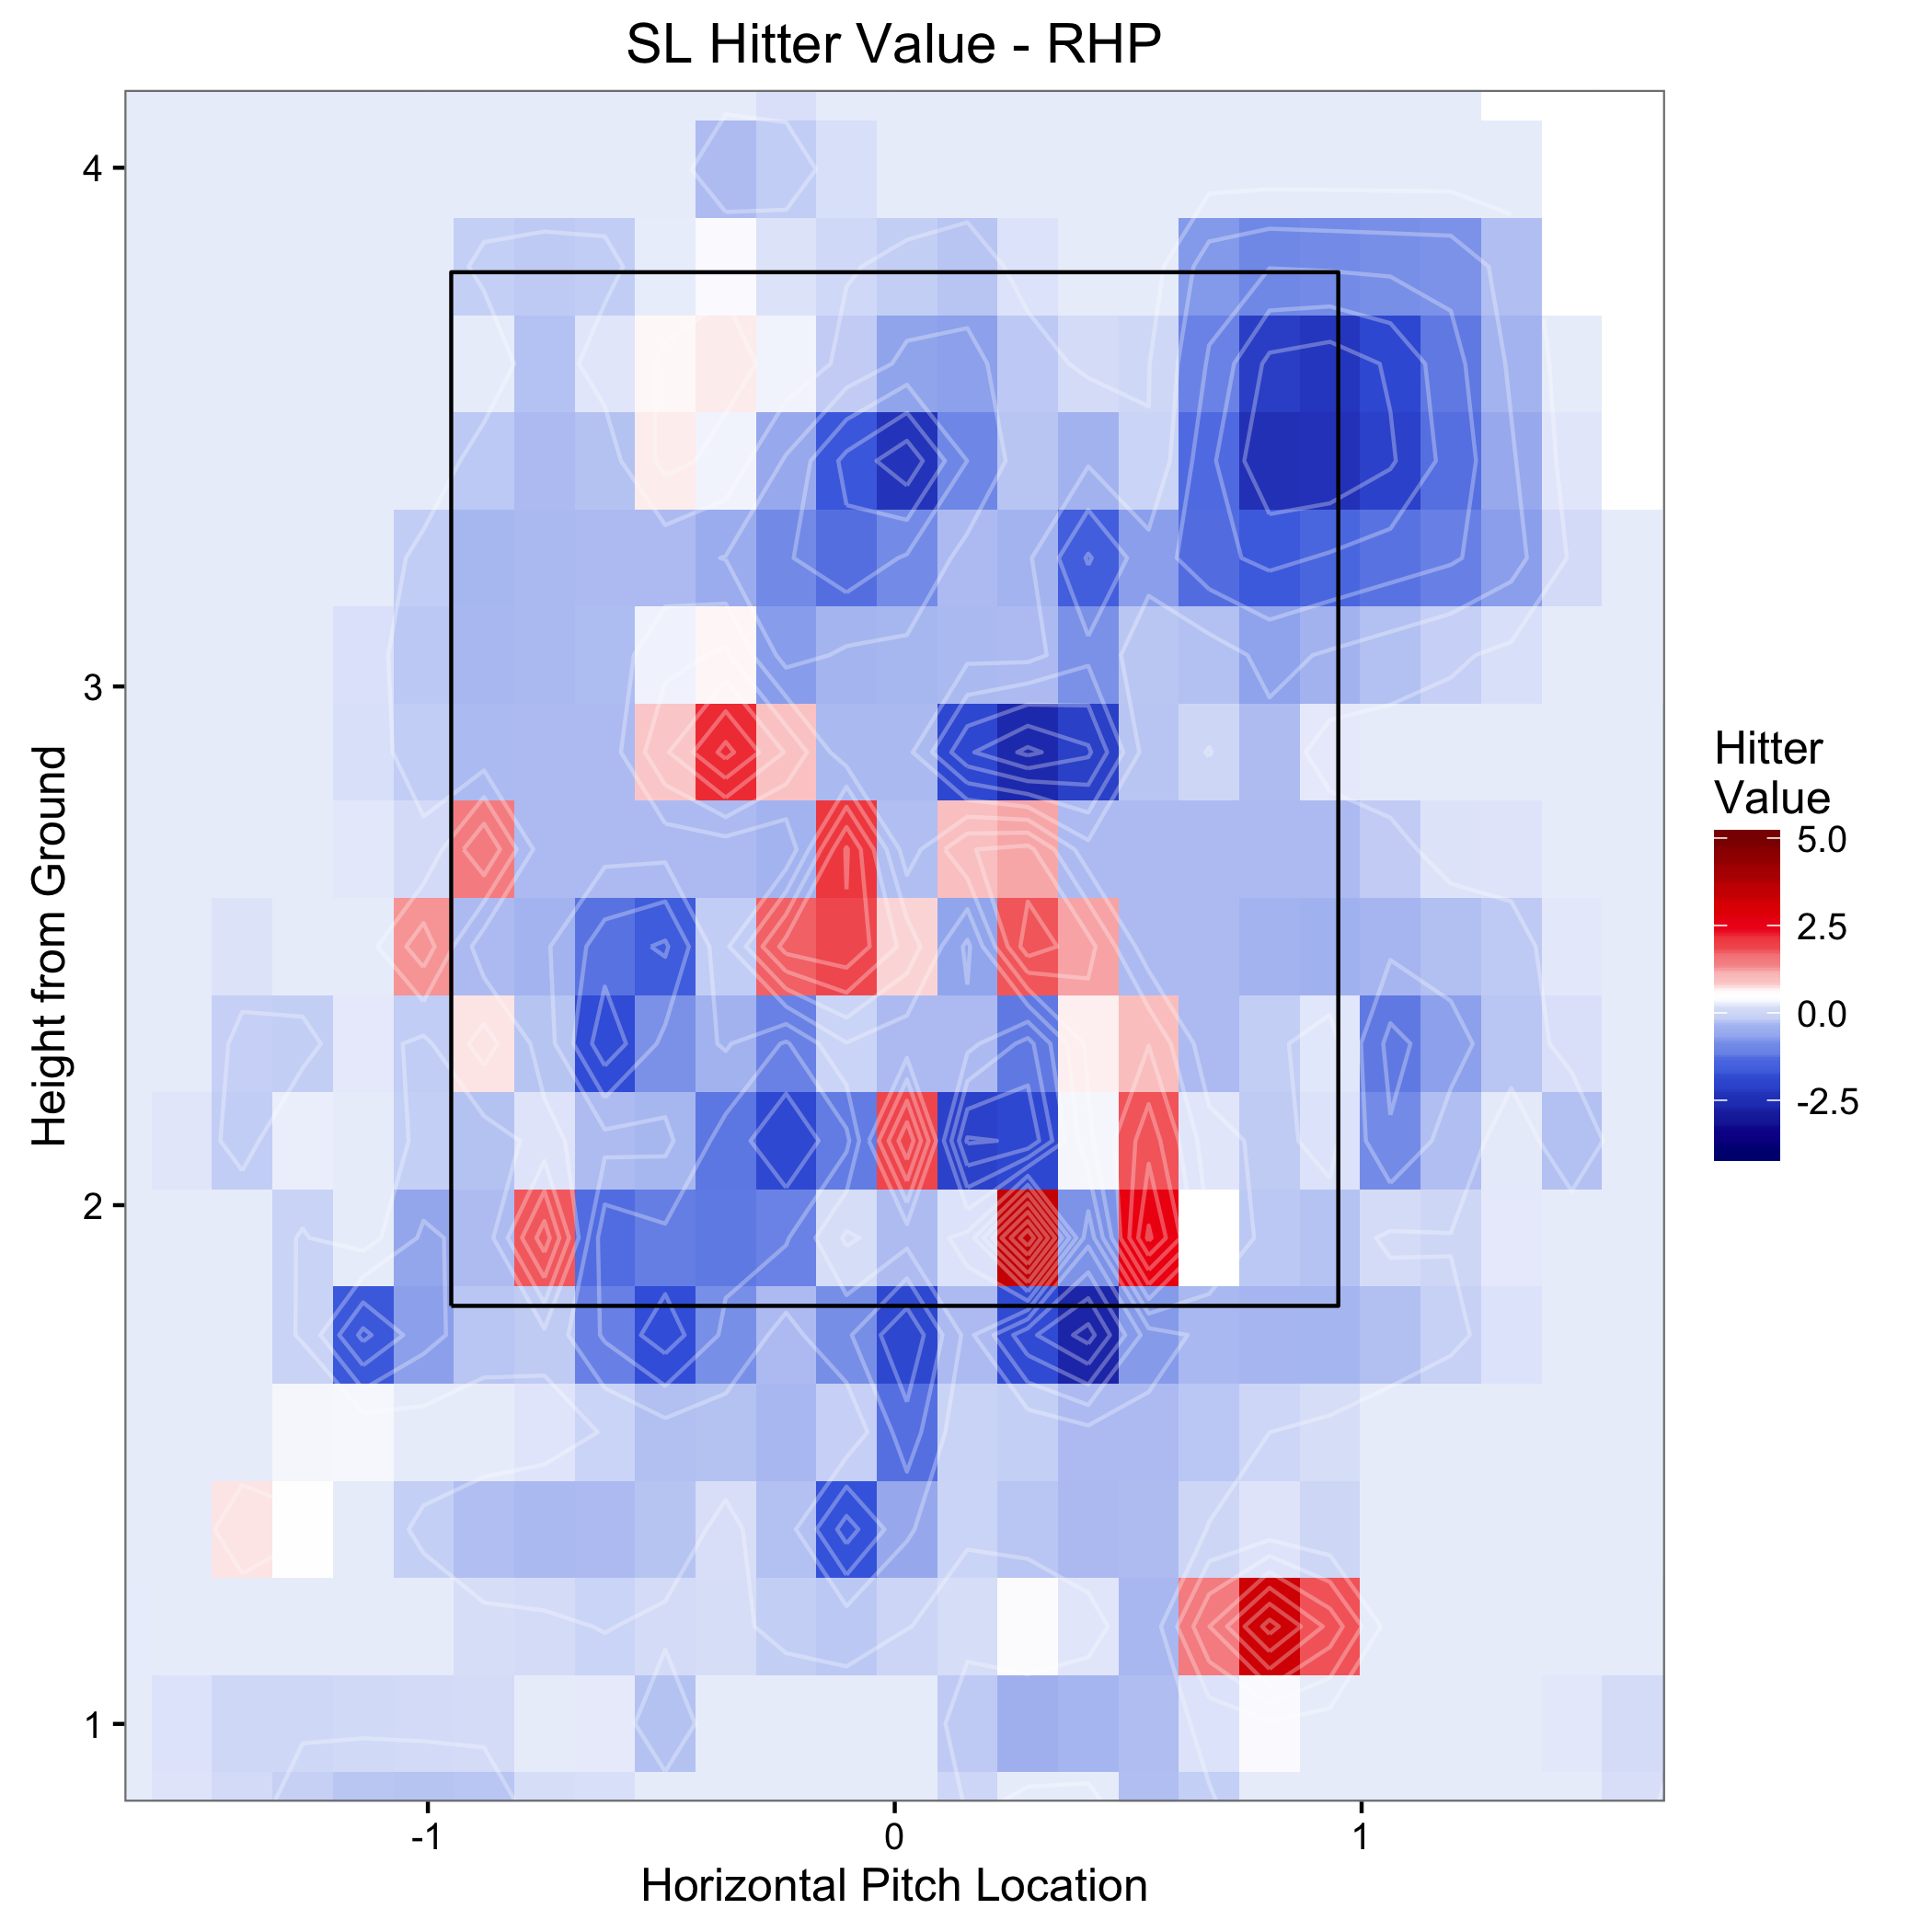 SL Hitter Value - RHP
4
3
2
1
Height from Ground
-1
0
1
Horizontal Pitch Location
Hitter
Value
5.0
2.5
0.0
-2.5